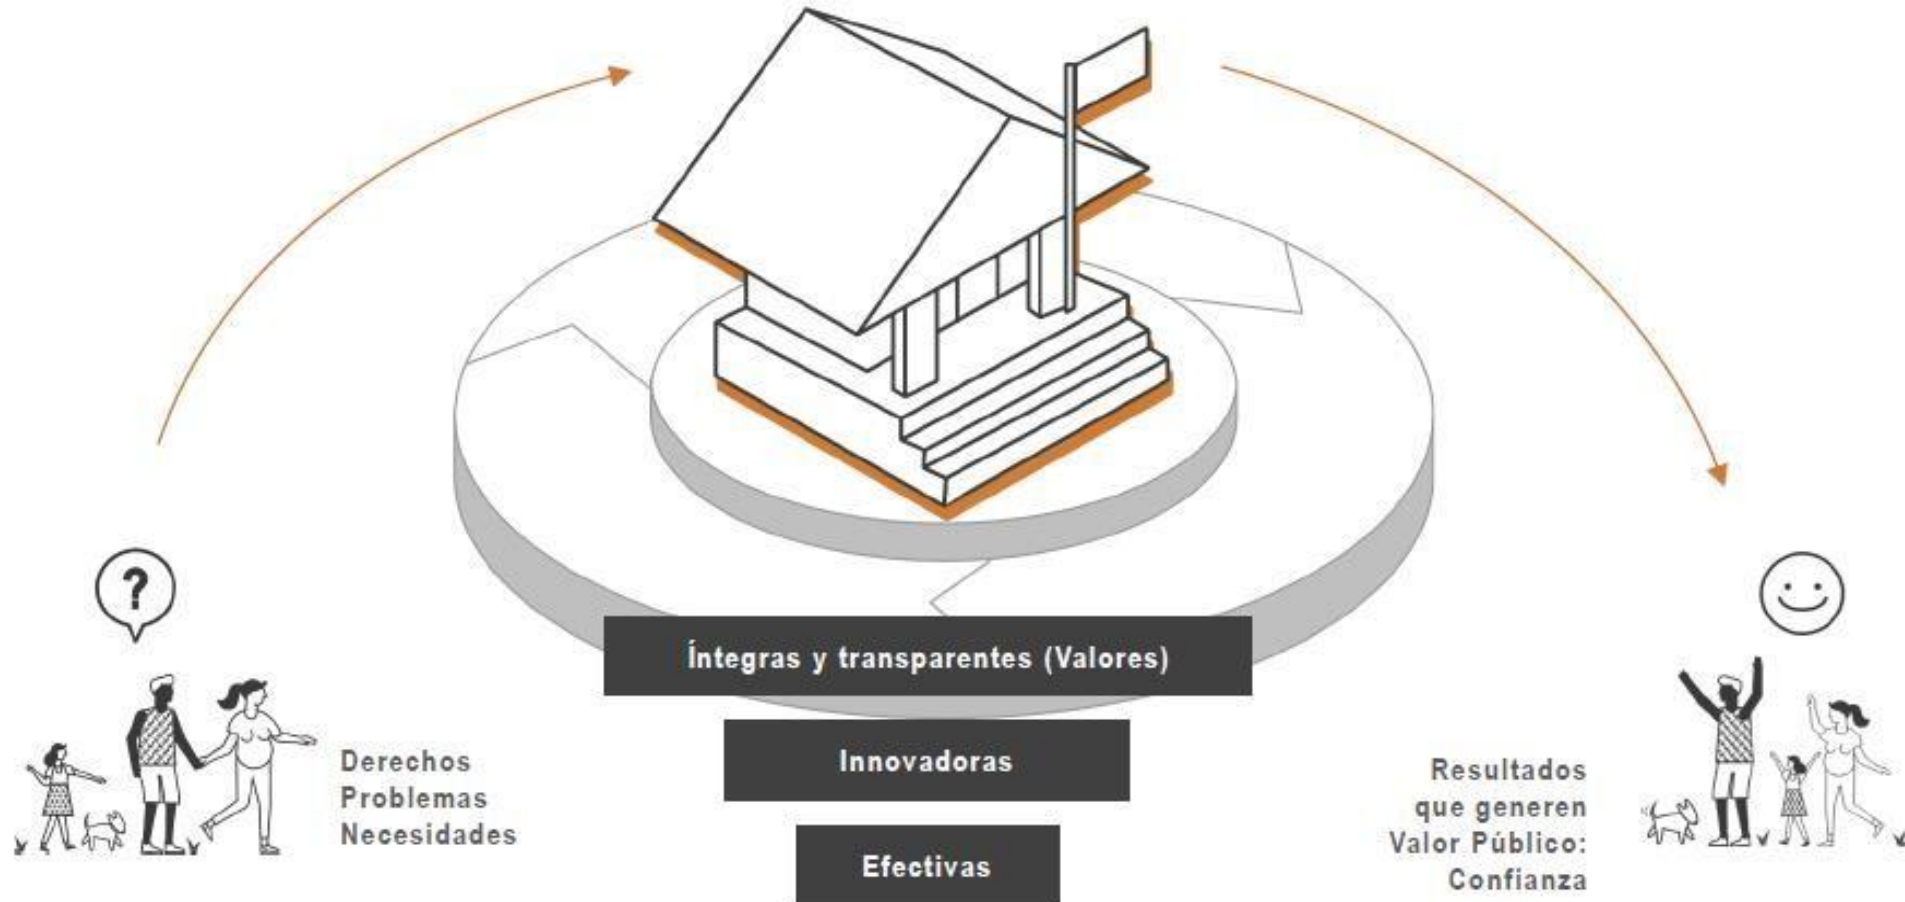 ?
Íntegras y transparentes (Valores)
Innovadoras
Efectivas
Derechos
Problemas
Necesidades
Resultados
que generen
Valor Público:
Confianza